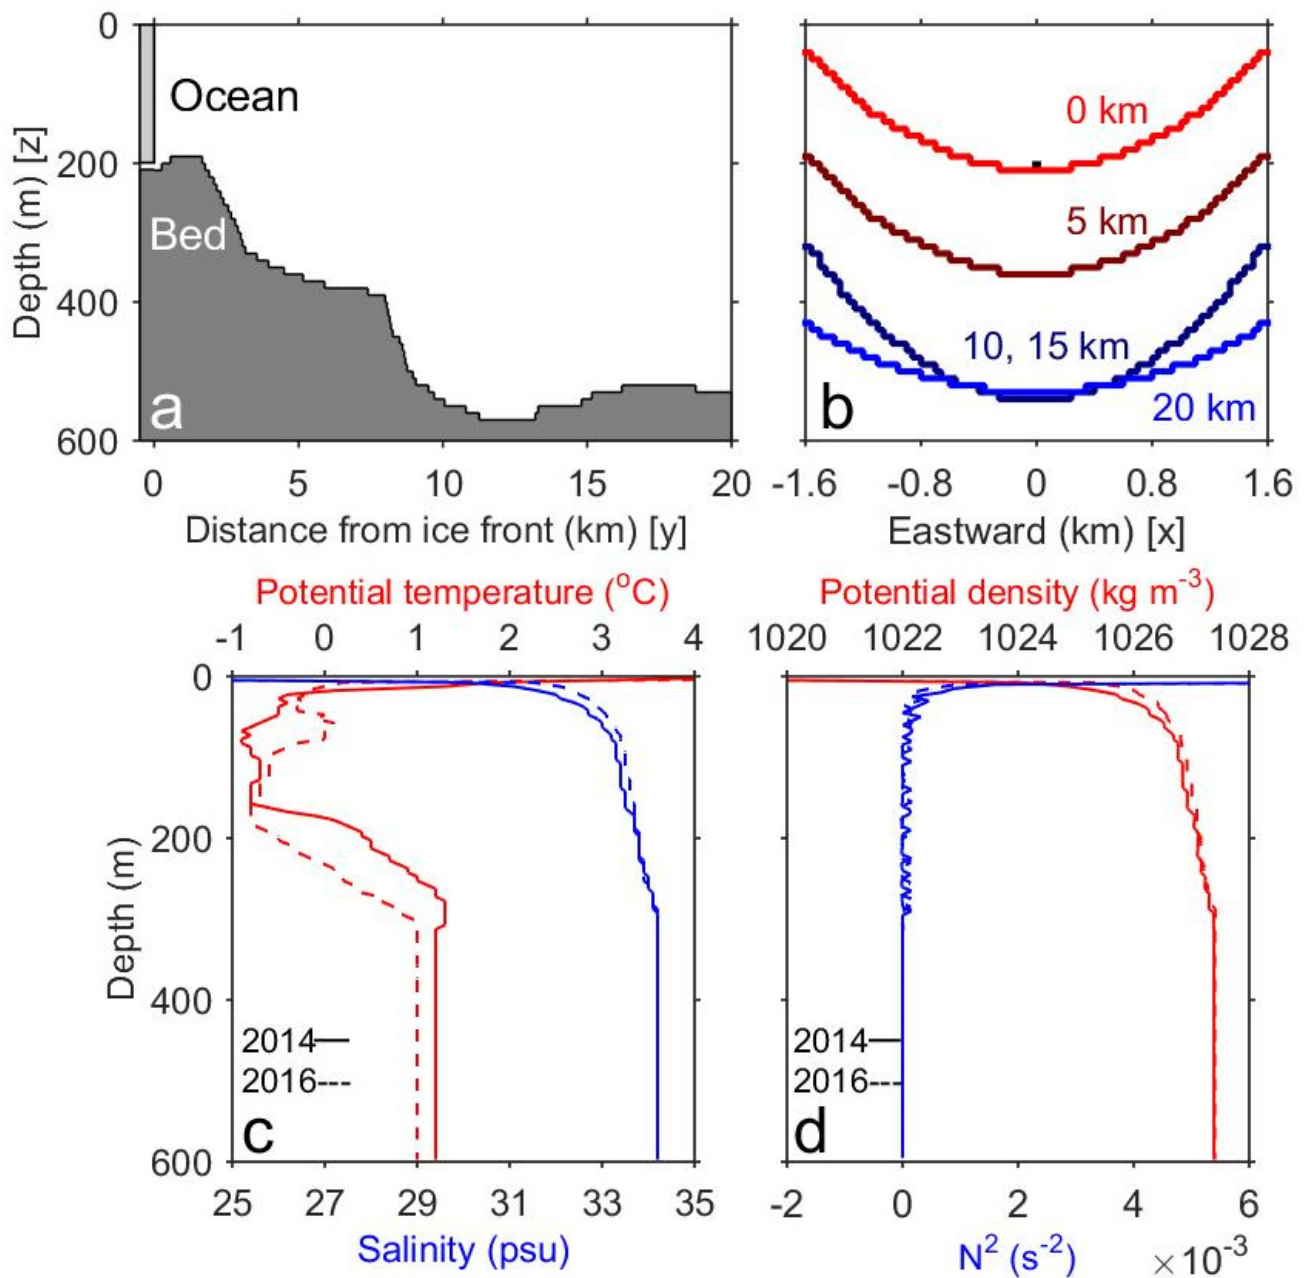 0
200
400
600
Depth (m) [z]
Ocean
Bed
a
0 5 10 15 20
Distance from ice front (km) [y]
0 km
5 km
10, 15 km
20 km
b
-1.6 -0.8 0 0.8 1.6
Eastward (km) [x]
Potential temperature (°C)
-1 0 1 2 3 4
0
200
400
600
Depth (m)
2014
2016---
c
25 27 29 31 33 35
Salinity (psu)
Potential density (kg m⁻³)
1020 1022 1024 1026 1028
2014
2016---
d
-2 0 2 4 6
N² (s⁻²) ×10⁻³